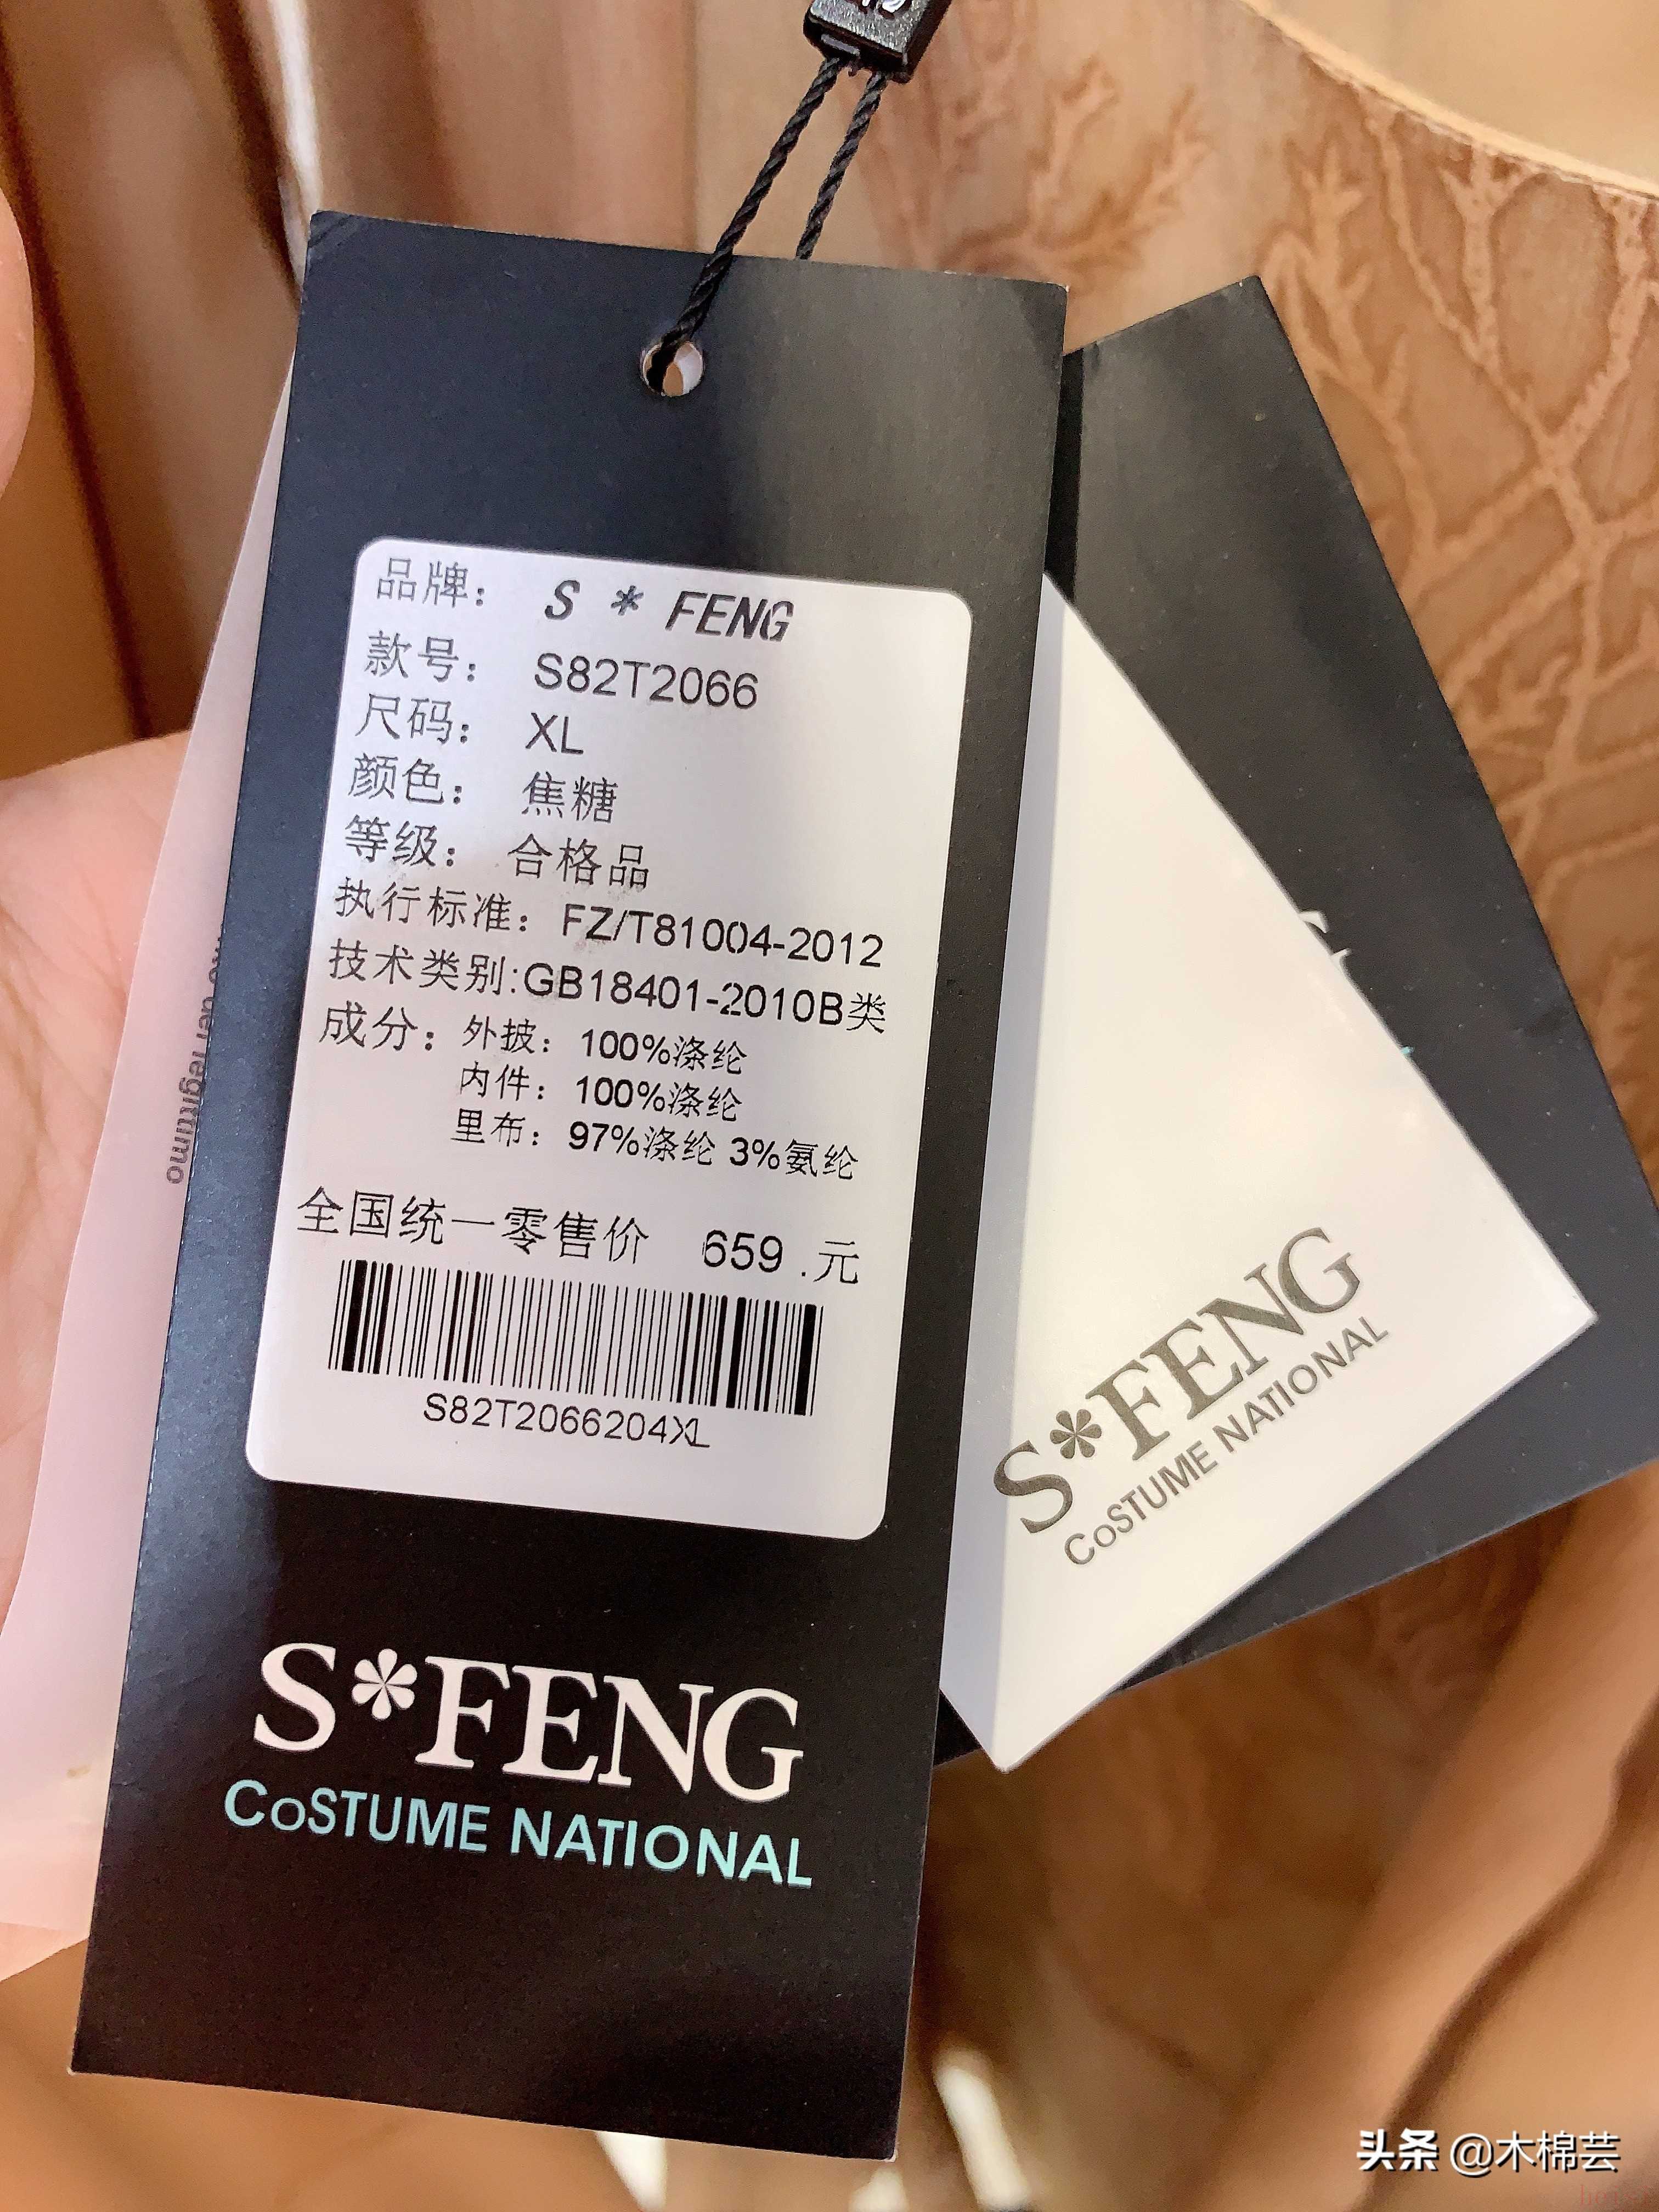 品牌： S * FENG
款号： S82T2066
尺码： XL
颜色： 焦糖
等级： 合格品
执行标准： FZ/T81004-2012
技术类别:GB18401-2010B类
成分： 外披： 100%涤纶
内件： 100%涤纶
里布： 97%涤纶 3%氨纶
全国统一零售价 659 .元
S82T2066204XL
S*FENG
CoSTUME NATIONAL
S*FENG
CoSTUME NATIONAL
del legittimo
头条 @木棉芸